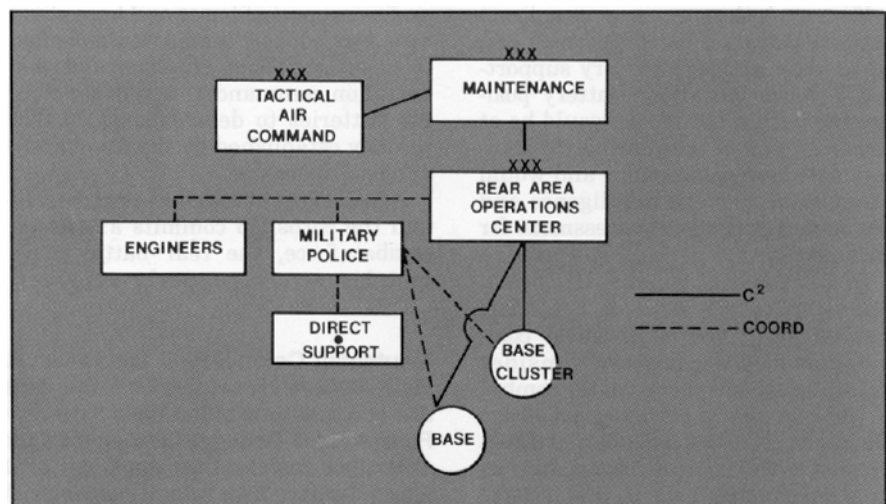 XXX
TACTICAL
AIR
COMMAND
XXX
MAINTENANCE
XXX
REAR AREA
OPERATIONS
CENTER
ENGINEERS
MILITARY
POLICE
DIRECT
SUPPORT
BASE
CLUSTER
BASE
C²
COORD